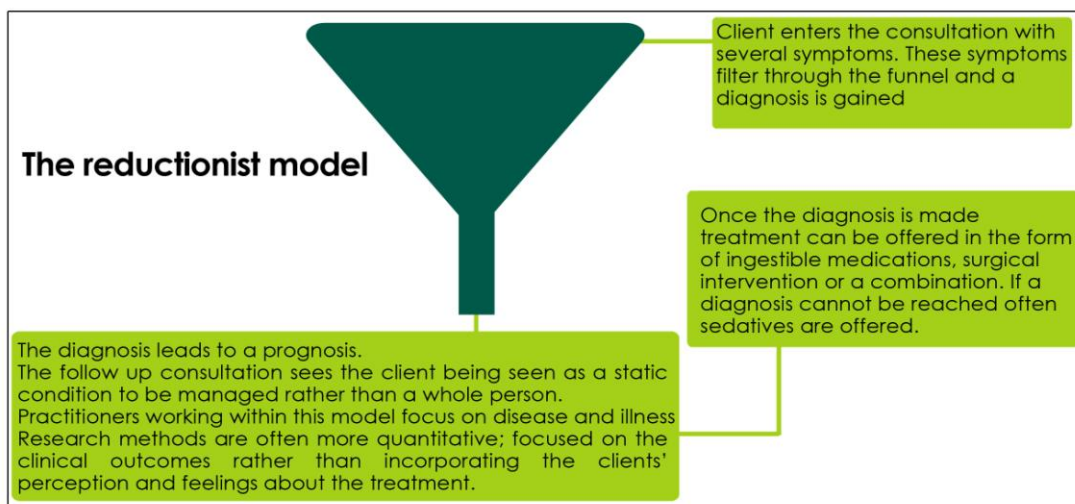 Client enters the consultation with
several symptoms. These symptoms
filter through the funnel and a
diagnosis is gained
The reductionist model
Once the diagnosis is made
treatment can be offered in the form
of ingestible medications, surgical
intervention or a combination. If a
diagnosis cannot be reached often
sedatives are offered.
The diagnosis leads to a prognosis.
The follow up consultation sees the client being seen as a static
condition to be managed rather than a whole person.
Practitioners working within this model focus on disease and illness
Research methods are often more quantitative; focused on the
clinical outcomes rather than incorporating the clients’
perception and feelings about the treatment.